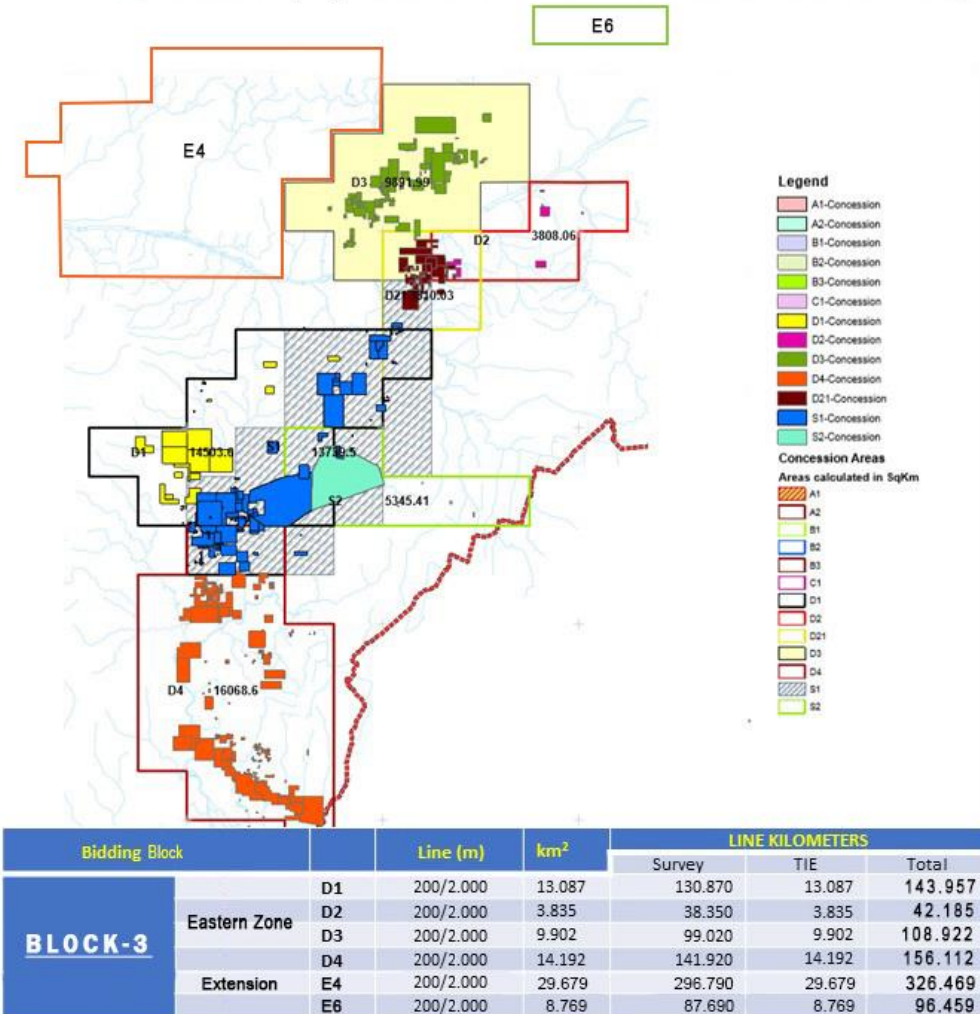 E6
E4
D3 9891.99
D2
3808.06
D1
14503.6
S1
13739.5
S2
5345.41
D4
16068.6
Legend
A1-Concession
A2-Concession
B1-Concession
B2-Concession
B3-Concession
C1-Concession
D1-Concession
D2-Concession
D3-Concession
D4-Concession
D21-Concession
S1-Concession
S2-Concession
Concession Areas
Areas calculated in SqKm
A1
A2
B1
B2
B3
C1
D1
D2
D21
D3
D4
S1
S2
Bidding Block Line (m) km² LINE KILOMETERS
Survey TIE Total
BLOCK-3
Eastern Zone
D1 200/2.000 13.087 130.870 13.087 143.957
D2 200/2.000 3.835 38.350 3.835 42.185
D3 200/2.000 9.902 99.020 9.902 108.922
D4 200/2.000 14.192 141.920 14.192 156.112
Extension E4 200/2.000 29.679 296.790 29.679 326.469
E6 200/2.000 8.769 87.690 8.769 96.459